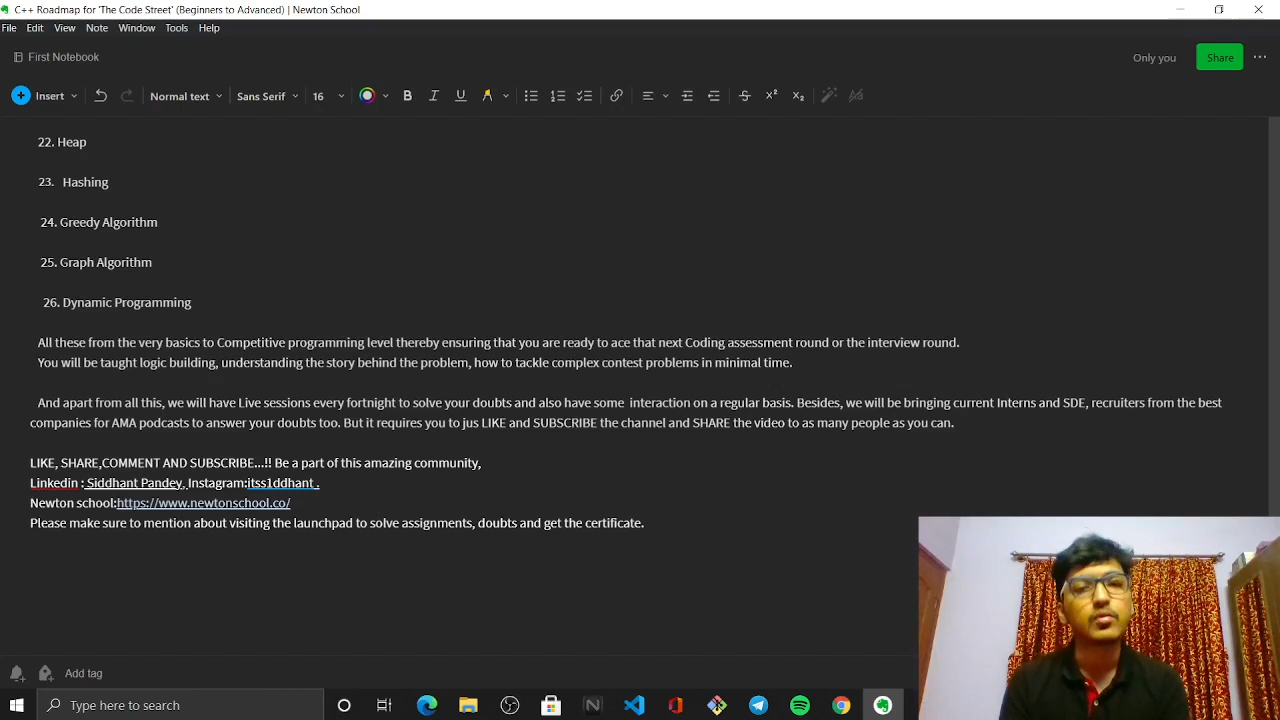 C++ Roadmap for 'The Code Street' (Beginners to Advanced) | Newton School
File Edit View Note Window Tools Help
First Notebook
Only you
Share
Insert
Normal text
Sans Serif
16
22. Heap
23. Hashing
24. Greedy Algorithm
25. Graph Algorithm
26. Dynamic Programming
All these from the very basics to Competitive programming level thereby ensuring that you are ready to ace that next Coding assessment round or the interview round.
You will be taught logic building, understanding the story behind the problem, how to tackle complex contest problems in minimal time.
And apart from all this, we will have Live sessions every fortnight to solve your doubts and also have some interaction on a regular basis. Besides, we will be bringing current Interns and SDE, recruiters from the best
companies for AMA podcasts to answer your doubts too. But it requires you to jus LIKE and SUBSCRIBE the channel and SHARE the video to as many people as you can.
LIKE, SHARE,COMMENT AND SUBSCRIBE...!! Be a part of this amazing community,
Linkedin : Siddhant Pandey, Instagram:itss1ddhant .
Newton school:https://www.newtonschool.co/
Please make sure to mention about visiting the launchpad to solve assignments, doubts and get the certificate.
Add tag
Type here to search